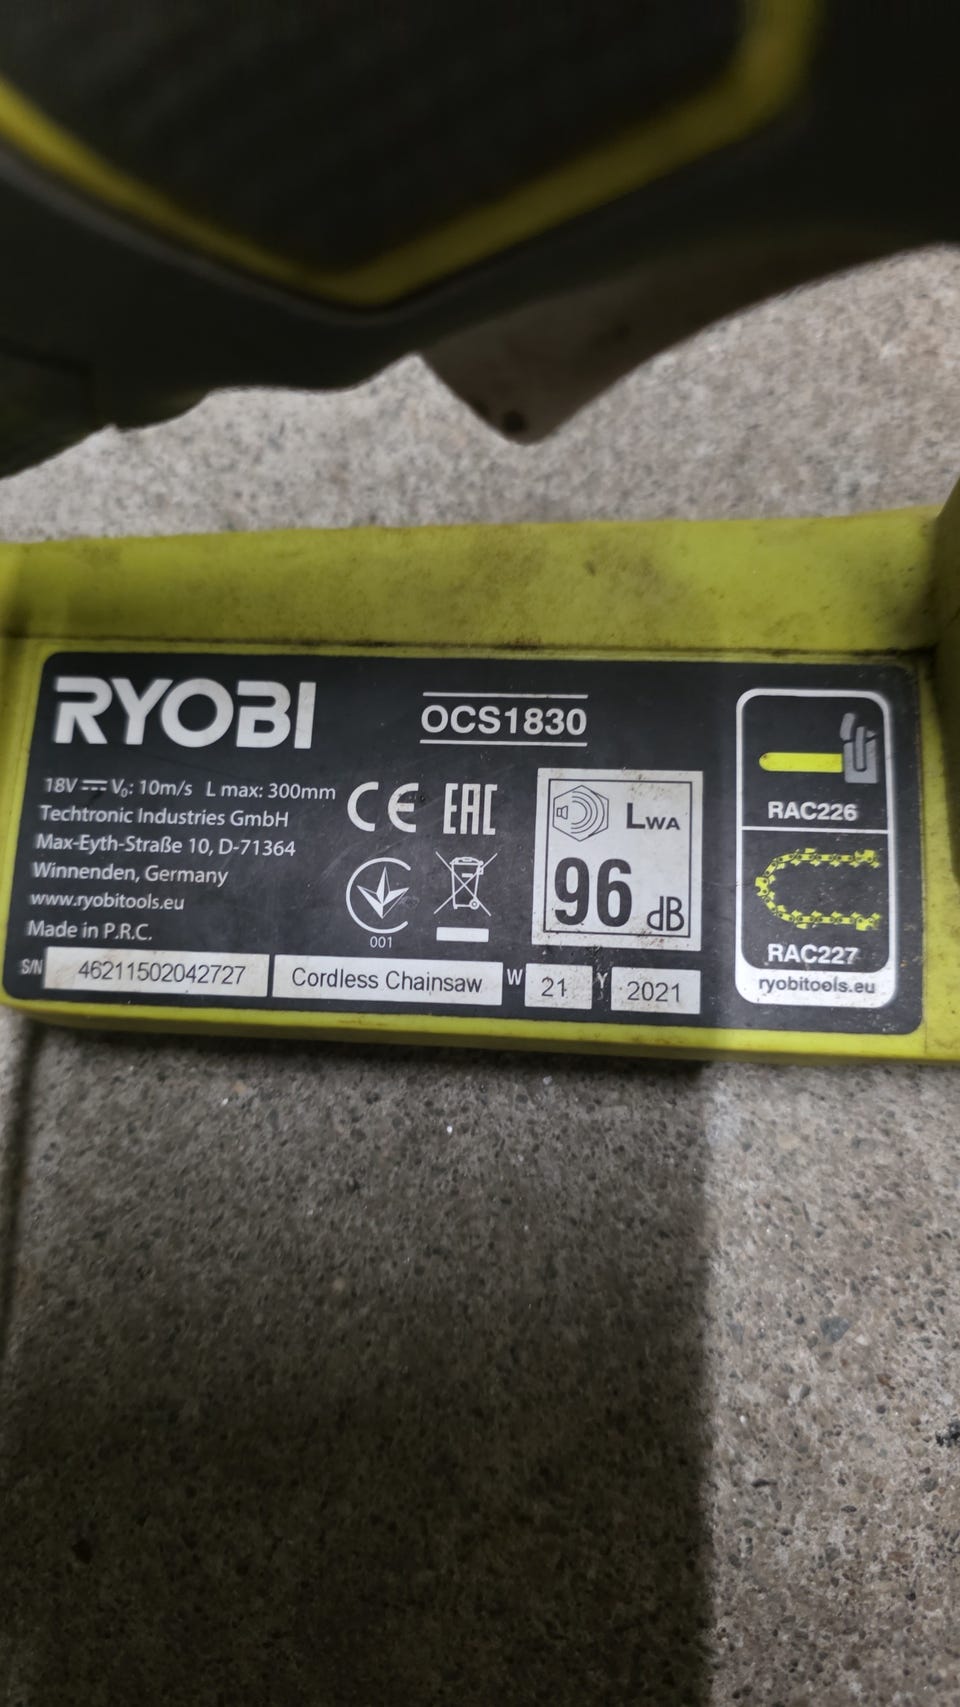 RYOBI
OCS1830
18V ⎓ V₀: 10m/s L max: 300mm
Techtronic Industries GmbH
Max-Eyth-Straße 10, D-71364
Winnenden, Germany
www.ryobitools.eu
Made in P.R.C.
CE EAC
001
LWA
96 dB
S/N 46211502042727 Cordless Chainsaw W 21 Y 2021
RAC226
RAC227
ryobitools.eu